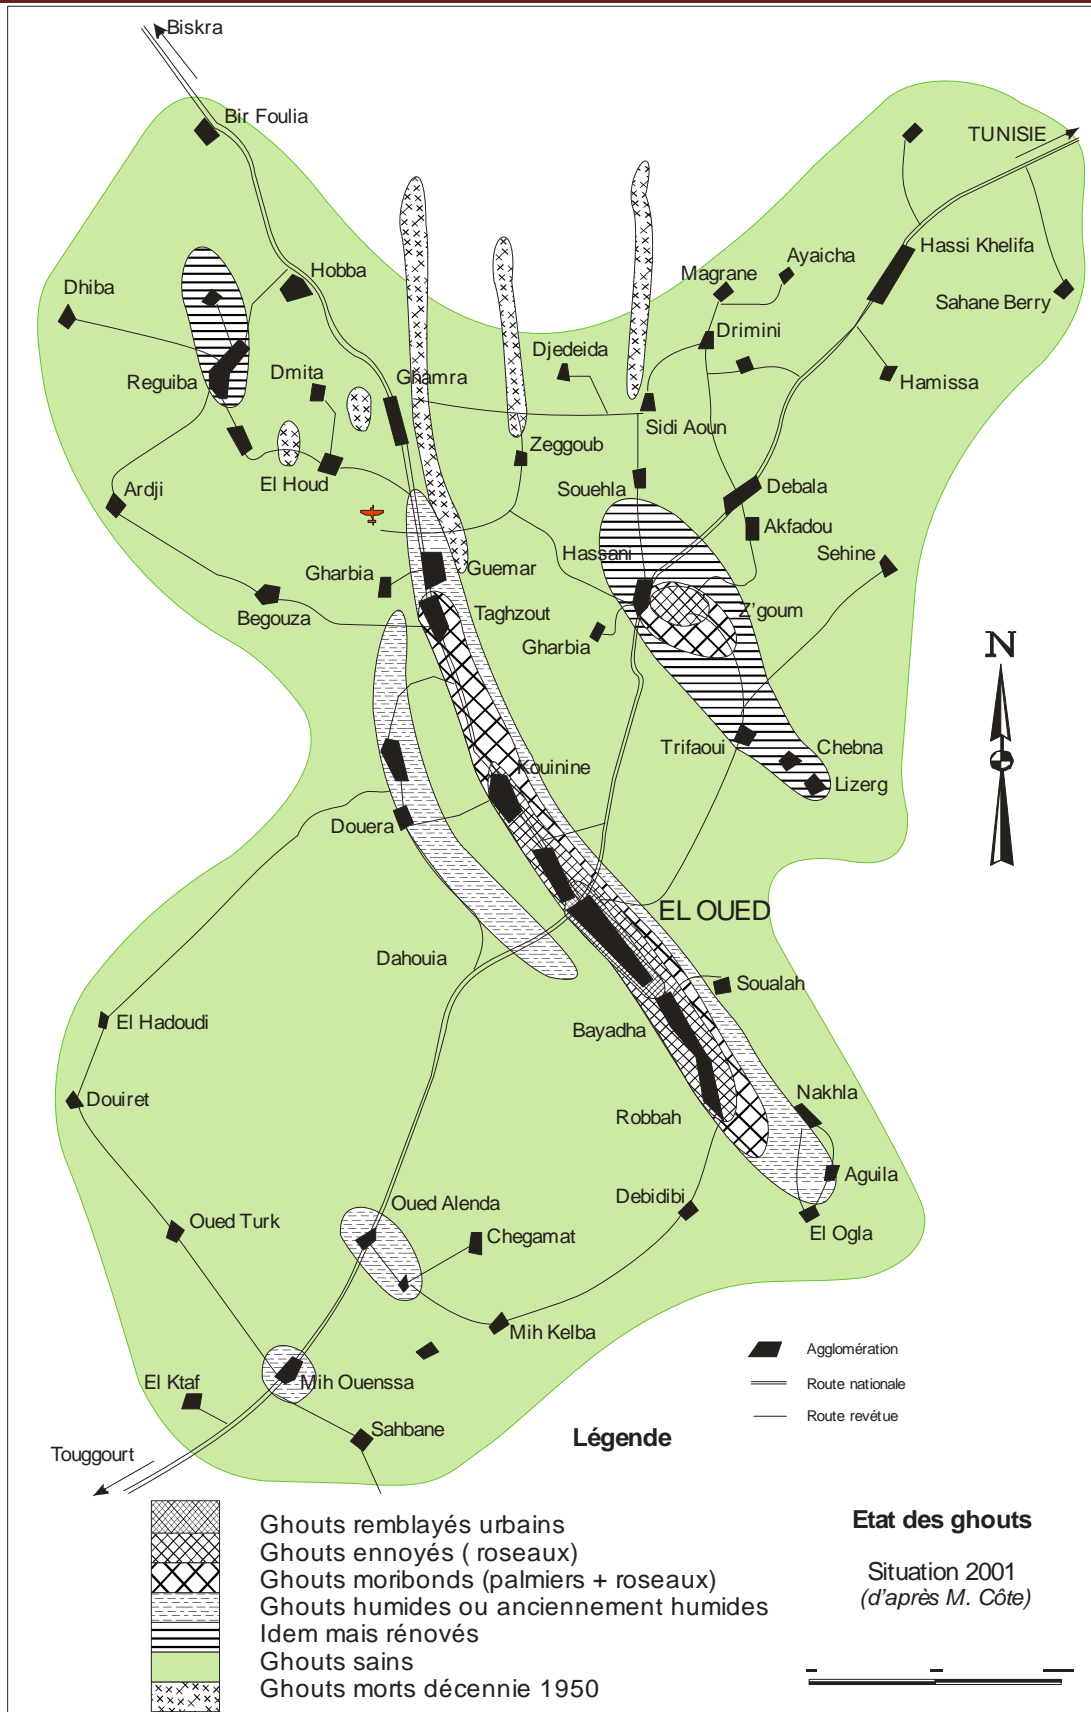 Biskra
Bir Foulia
TUNISIE
Hassi Khelifa
Ayaicha
Magrane
Hobba
Dhiba
Sahane Berry
Drimini
Djedeida
Reguiba
Dmita
Ghamra
Hamissa
Sidi Aoun
Zeggoub
El Houd
Souehla
Debala
Ardji
Akfadou
Hassani
Sehine
Gharbia
Guemar
Begouza
Taghzout
Z'goum
Gharbia
N
Trifaoui
Chebna
Kouinine
Lizerg
Douera
EL OUED
Dahouia
Soualah
El Hadoudi
Bayadha
Douiret
Nakhla
Robbah
Aguila
Oued Alenda
Debidibi
Oued Turk
Chegamat
El Ogla
Mih Kelba
Agglomération
El Ktaf
Mih Ouenssa
Route nationale
Route revétue
Sahbane
Légende
Touggourt
Ghouts remblayés urbains
Ghouts ennoyés ( roseaux)
Ghouts moribonds (palmiers + roseaux)
Ghouts humides ou anciennement humides
Idem mais rénovés
Ghouts sains
Ghouts morts décennie 1950
Etat des ghouts
Situation 2001
(d'après M. Côte)